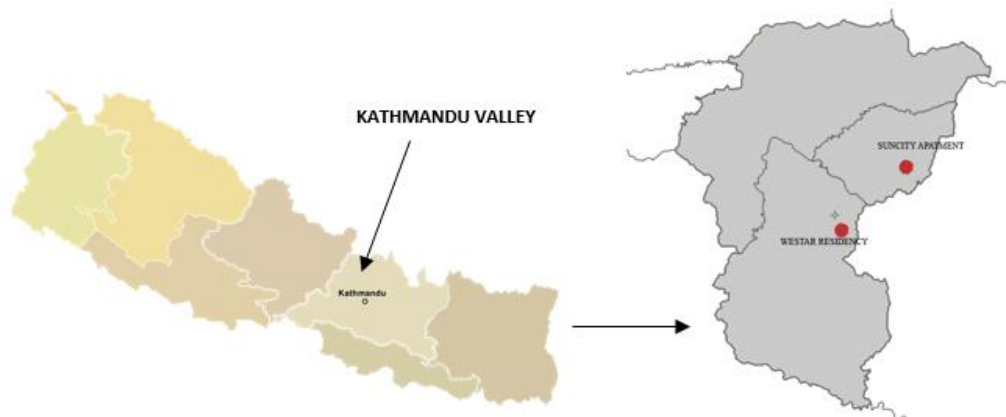 KATHMANDU VALLEY
Kathmandu
SUNCITY APATMENT
WESTAR RESIDENCY